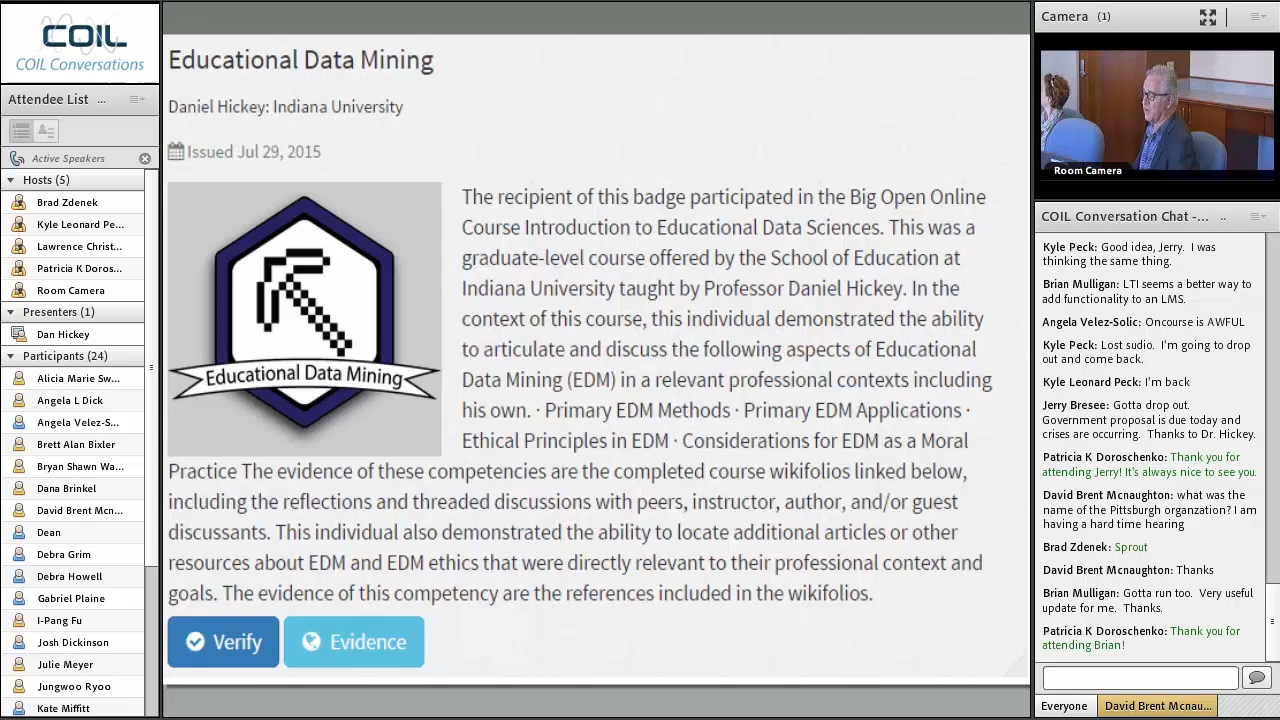 COIL
COIL Conversations
Attendee List ...
Active Speakers
Hosts (5)
Brad Zdenek
Kyle Leonard Pe...
Lawrence Christ...
Patricia K Doros...
Room Camera
Presenters (1)
Dan Hickey
Participants (24)
Alicia Marie Sw...
Angela L Dick
Angela Velez-S...
Brett Alan Bixler
Bryan Shawn Wa...
Dana Brinkel
David Brent Mcn...
Dean
Debra Grim
Debra Howell
Gabriel Plaine
I-Pang Fu
Josh Dickinson
Julie Meyer
Jungwoo Ryoo
Kate Miffitt
Educational Data Mining
Daniel Hickey: Indiana University
Issued Jul 29, 2015
Educational Data Mining
The recipient of this badge participated in the Big Open Online
Course Introduction to Educational Data Sciences. This was a
graduate-level course offered by the School of Education at
Indiana University taught by Professor Daniel Hickey. In the
context of this course, this individual demonstrated the ability
to articulate and discuss the following aspects of Educational
Data Mining (EDM) in a relevant professional contexts including
his own. · Primary EDM Methods · Primary EDM Applications ·
Ethical Principles in EDM · Considerations for EDM as a Moral
Practice The evidence of these competencies are the completed course wikifolios linked below,
including the reflections and threaded discussions with peers, instructor, author, and/or guest
discussants. This individual also demonstrated the ability to locate additional articles or other
resources about EDM and EDM ethics that were directly relevant to their professional context and
goals. The evidence of this competency are the references included in the wikifolios.
Verify
Evidence
Camera (1)
Room Camera
COIL Conversation Chat -... ..
Kyle Peck: Good idea, Jerry. I was
thinking the same thing.
Brian Mulligan: LTI seems a better way to
add functionality to an LMS.
Angela Velez-Solic: Oncourse is AWFUL
Kyle Peck: Lost sudio. I'm going to drop
out and come back.
Kyle Leonard Peck: I'm back
Jerry Bresee: Gotta drop out.
Government proposal is due today and
crises are occurring. Thanks to Dr. Hickey.
Patricia K Doroschenko: Thank you for
attending Jerry! It's always nice to see you.
David Brent Mcnaughton: what was the
name of the Pittsburgh organzation? I am
having a hard time hearing
Brad Zdenek: Sprout
David Brent Mcnaughton: Thanks
Brian Mulligan: Gotta run too. Very useful
update for me. Thanks.
Patricia K Doroschenko: Thank you for
attending Brian!
Everyone
David Brent Mcnau...